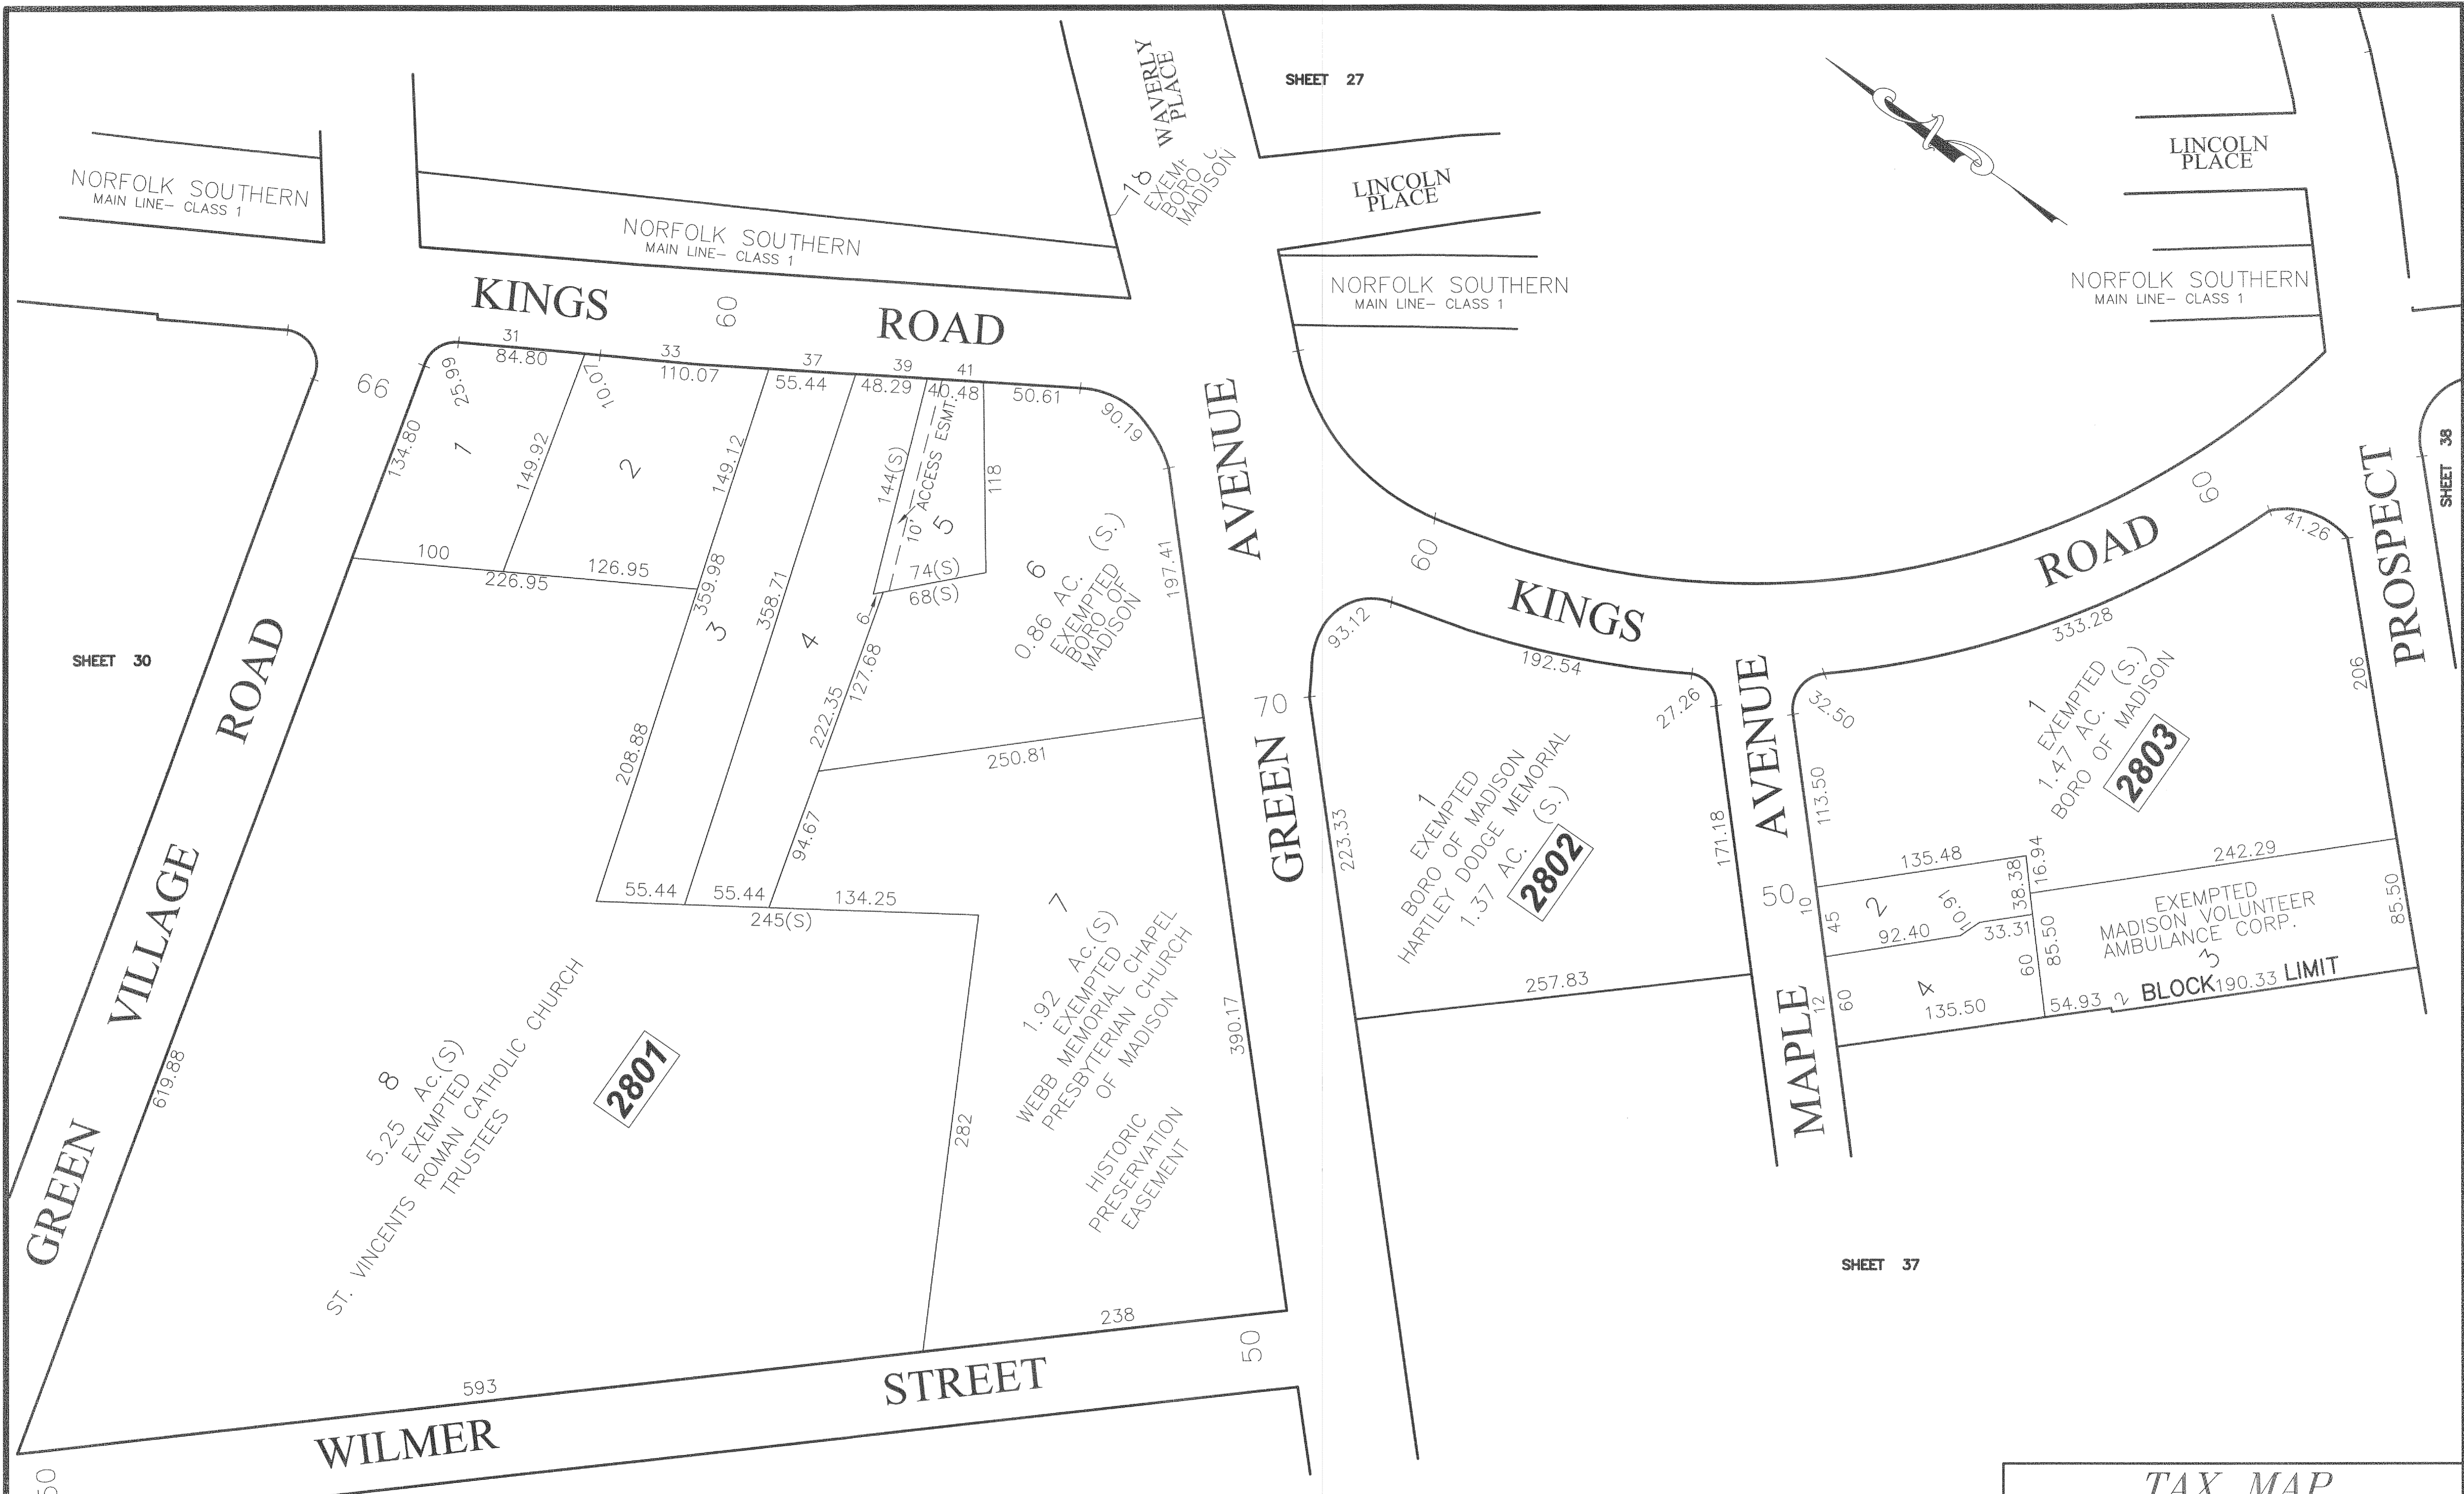 SHEET 27
WAVERLY
PLACE
18
BORO
MADISON
LINCOLN
PLACE
LINCOLN
PLACE
NORFOLK SOUTHERN
MAIN LINE- CLASS 1
NORFOLK SOUTHERN
MAIN LINE- CLASS 1
NORFOLK SOUTHERN
MAIN LINE- CLASS 1
NORFOLK SOUTHERN
MAIN LINE- CLASS 1
KINGS
60
ROAD
66
31
84.80
25.99
10.07
33
110.07
37
55.44
39
48.29
41
40.48
50.61
90.19
134.80
1
149.92
2
149.12
144(S)
10' ACCESS ESMT.
5
118
100
226.95
126.95
359.98
3
358.71
4
74(S)
68(S)
6
127.68
222.35
208.88
94.67
6
0.86 AC. (S.)
EXEMPTED
BORO OF
MADISON
197.41
250.81
55.44
55.44
134.25
245(S)
7
1.92 Ac.(S)
EXEMPTED
WEBB MEMORIAL CHAPEL
PRESBYTERIAN CHURCH
OF MADISON
HISTORIC
PRESERVATION
EASEMENT
390.17
282
238
8
5.25 Ac.(S)
EXEMPTED
ST. VINCENTS ROMAN CATHOLIC CHURCH
TRUSTEES
2801
619.88
593
SHEET 30
GREEN VILLAGE ROAD
WILMER STREET
50
GREEN AVENUE
70
60
KINGS ROAD
60
93.12
192.54
27.26
223.33
1
EXEMPTED
BORO OF MADISON
HARTLEY DODGE MEMORIAL
1.37 AC. (S.)
2802
171.18
257.83
MAPLE AVENUE
50
32.50
333.28
41.26
113.50
1
EXEMPTED
1.47 AC. (S.)
BORO OF MADISON
2803
206
PROSPECT
SHEET 38
135.48
16.94
38.38
242.29
10
45
2
10.91
92.40
33.31
85.50
60
EXEMPTED
MADISON VOLUNTEER
AMBULANCE CORP.
3
85.50
12
60
4
135.50
54.93
2
BLOCK 190.33 LIMIT
SHEET 37
TAX MAP